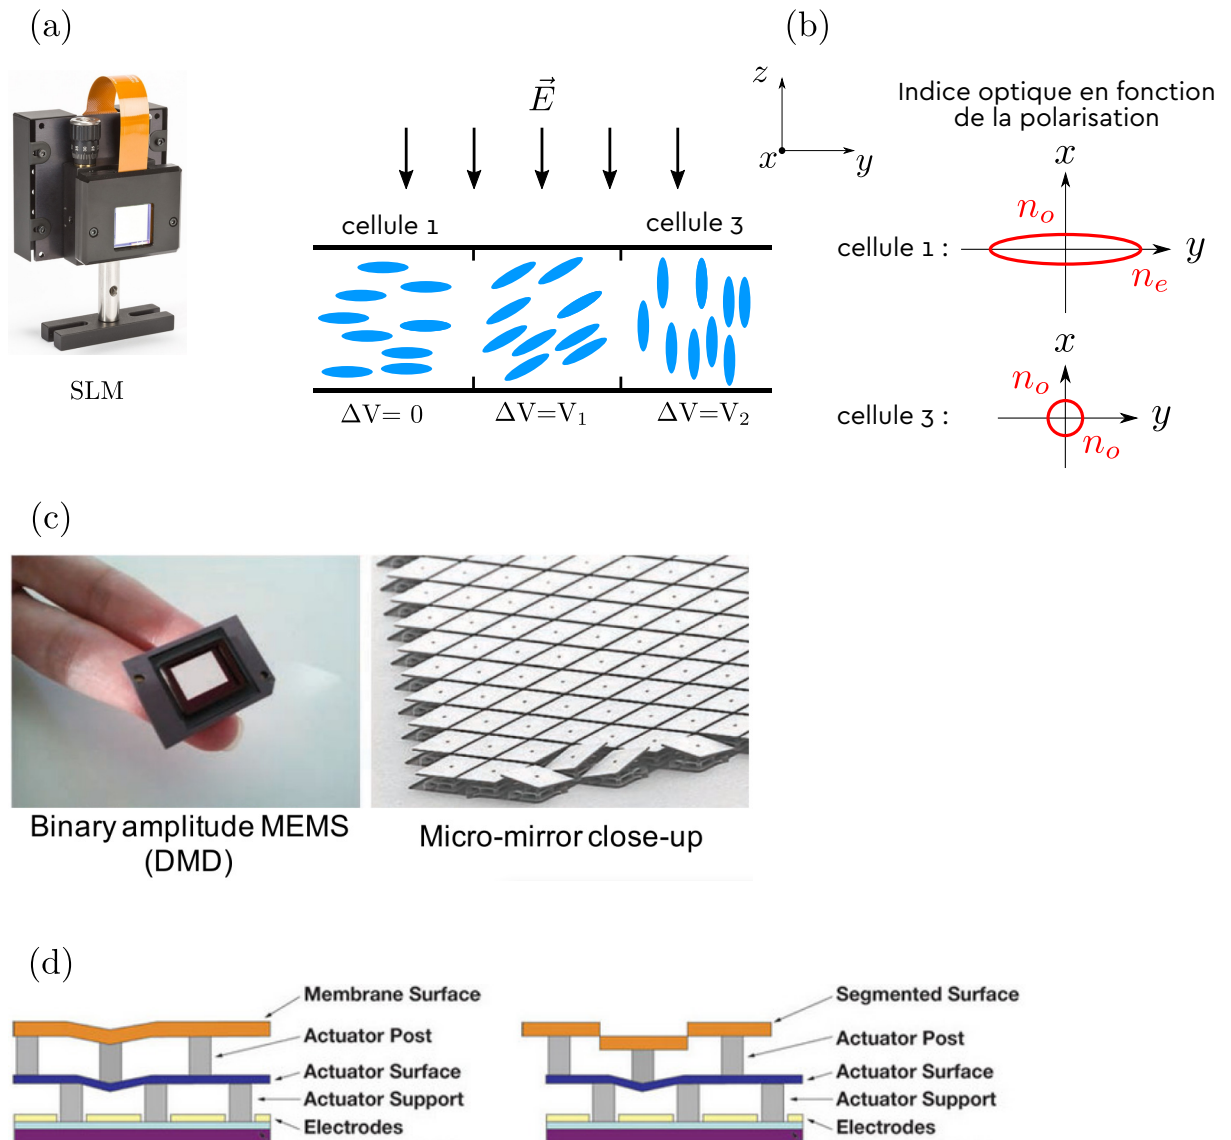 (a)
(b)
z
x
y
E⃗
Indice optique en fonction
de la polarisation
x
n_o
cellule 1
cellule 3
cellule 1 :
y
n_e
x
n_o
cellule 3 :
y
n_o
SLM
ΔV= 0
ΔV=V₁
ΔV=V₂
(c)
Binary amplitude MEMS
(DMD)
Micro-mirror close-up
(d)
Membrane Surface
Actuator Post
Actuator Surface
Actuator Support
Electrodes
Segmented Surface
Actuator Post
Actuator Surface
Actuator Support
Electrodes